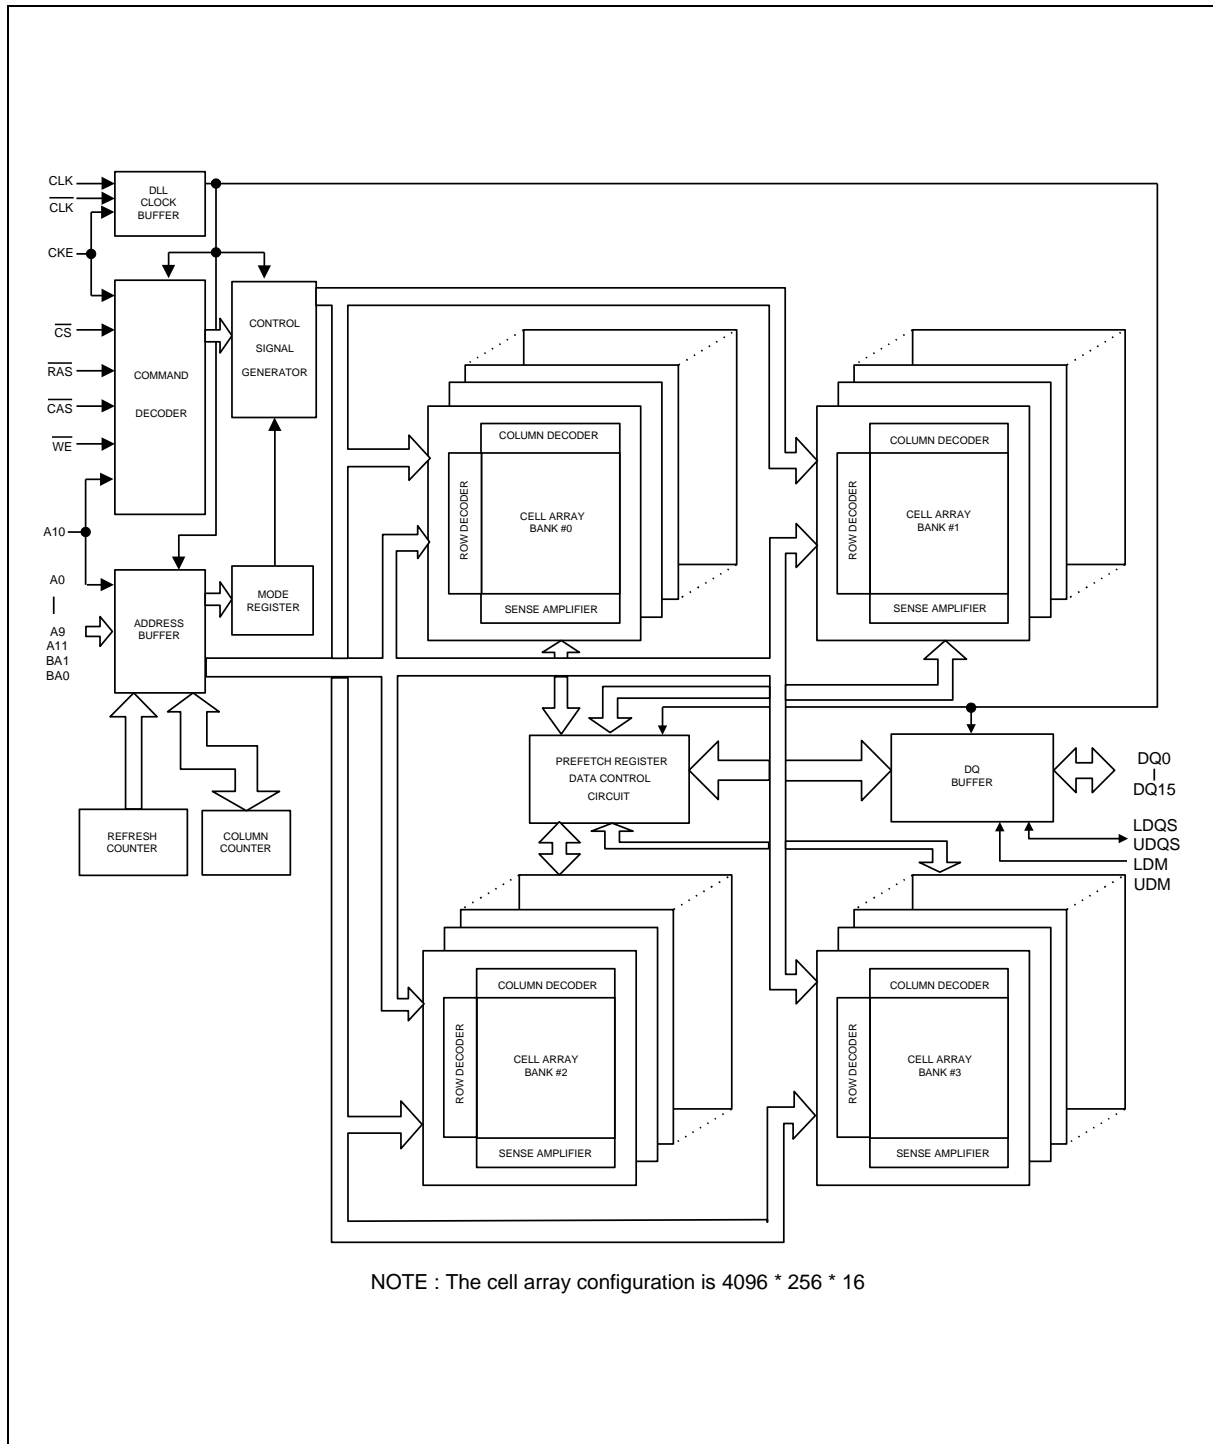 CLK
CLK
CKE
CS
RAS
CAS
WE
A10
A0
A9
A11
BA1
BA0
DLL
CLOCK
BUFFER
COMMAND
DECODER
CONTROL
SIGNAL
GENERATOR
ADDRESS
BUFFER
MODE
REGISTER
REFRESH
COUNTER
COLUMN
COUNTER
COLUMN DECODER
ROW DECODER
CELL ARRAY
BANK #0
SENSE AMPLIFIER
COLUMN DECODER
ROW DECODER
CELL ARRAY
BANK #1
SENSE AMPLIFIER
PREFETCH REGISTER
DATA CONTROL
CIRCUIT
DQ
BUFFER
DQ0
DQ15
LDQS
UDQS
LDM
UDM
COLUMN DECODER
ROW DECODER
CELL ARRAY
BANK #2
SENSE AMPLIFIER
COLUMN DECODER
ROW DECODER
CELL ARRAY
BANK #3
SENSE AMPLIFIER
NOTE : The cell array configuration is 4096 * 256 * 16